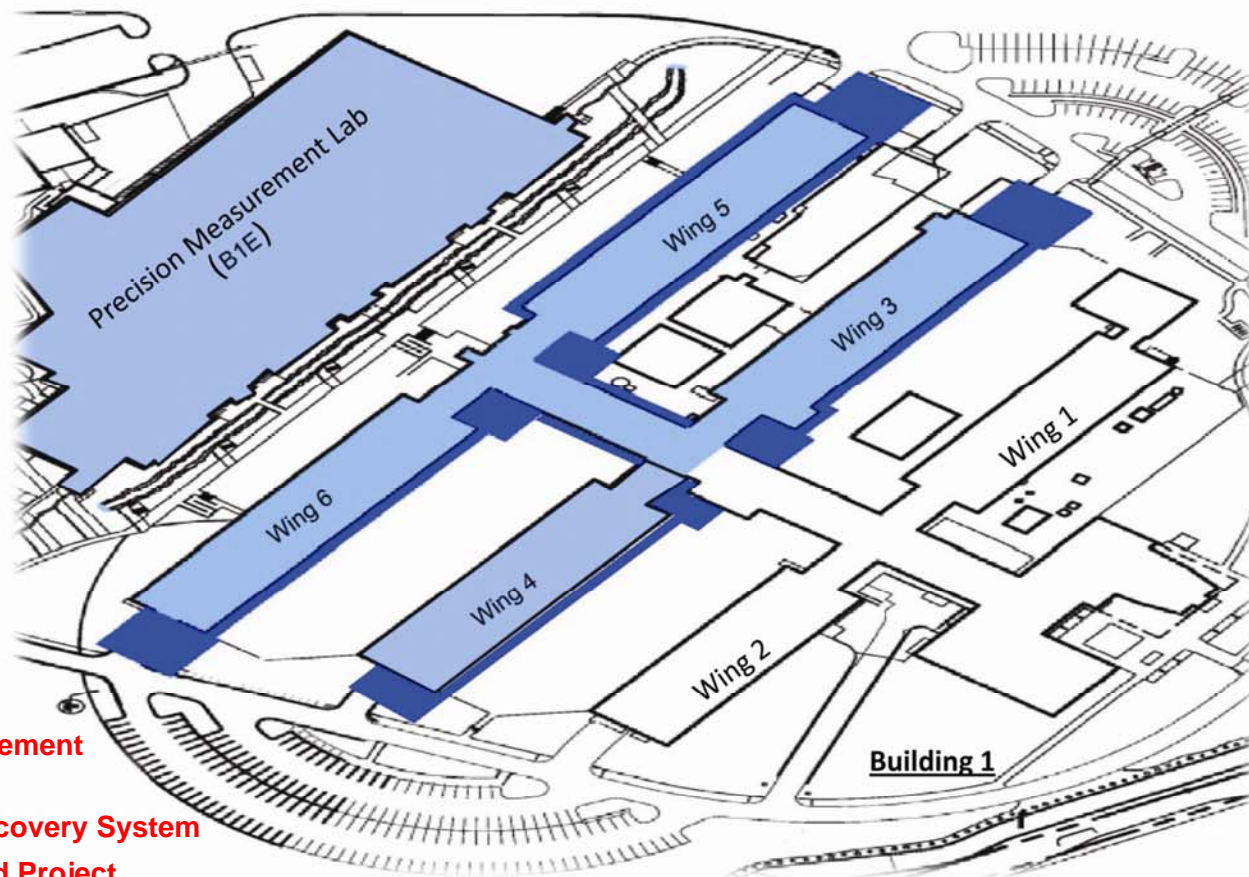 Precision Measurement Lab
(B1E)
Wing 5
Wing 3
Wing 1
Wing 6
Wing 4
Wing 2
Building 1
covery System
Project